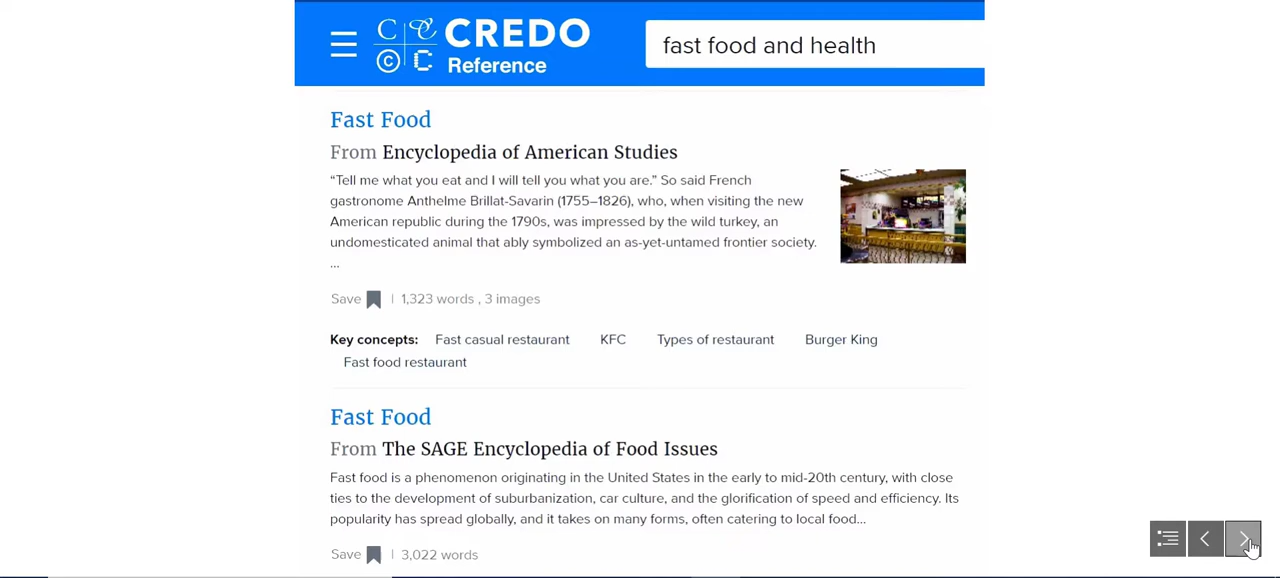 CREDO
Reference
fast food and health
Fast Food
From Encyclopedia of American Studies
“Tell me what you eat and I will tell you what you are.” So said French
gastronome Anthelme Brillat-Savarin (1755–1826), who, when visiting the new
American republic during the 1790s, was impressed by the wild turkey, an
undomesticated animal that ably symbolized an as-yet-untamed frontier society.
...
Save | 1,323 words , 3 images
Key concepts: Fast casual restaurant KFC Types of restaurant Burger King
Fast food restaurant
Fast Food
From The SAGE Encyclopedia of Food Issues
Fast food is a phenomenon originating in the United States in the early to mid-20th century, with close
ties to the development of suburbanization, car culture, and the glorification of speed and efficiency. Its
popularity has spread globally, and it takes on many forms, often catering to local food...
Save | 3,022 words